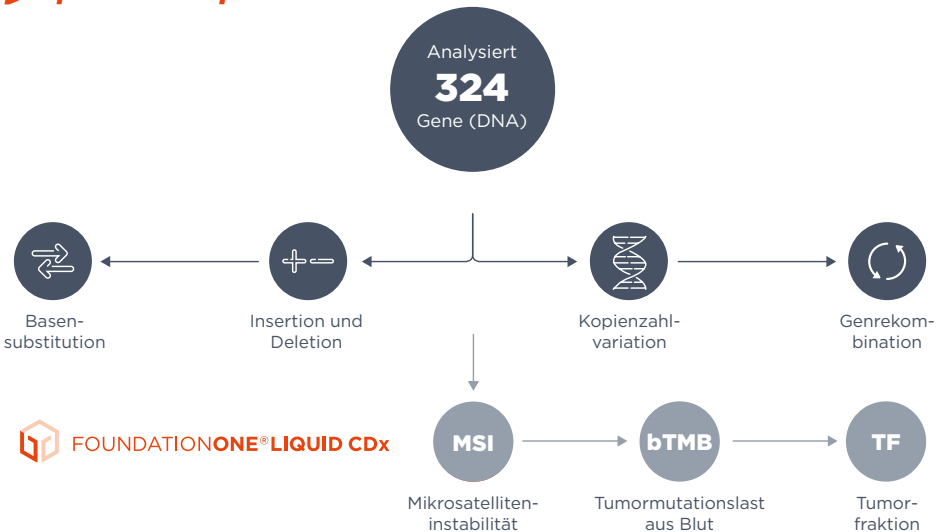 Analysiert
324
Gene (DNA)
Basen-
substitution
Insertion und
Deletion
Kopienzahl-
variation
Genrekom-
bination
FOUNDATIONONE®LIQUID CDx
MSI
bTMB
TF
Mikrosatelliten-
instabilität
Tumormutationslast
aus Blut
Tumor-
fraktion